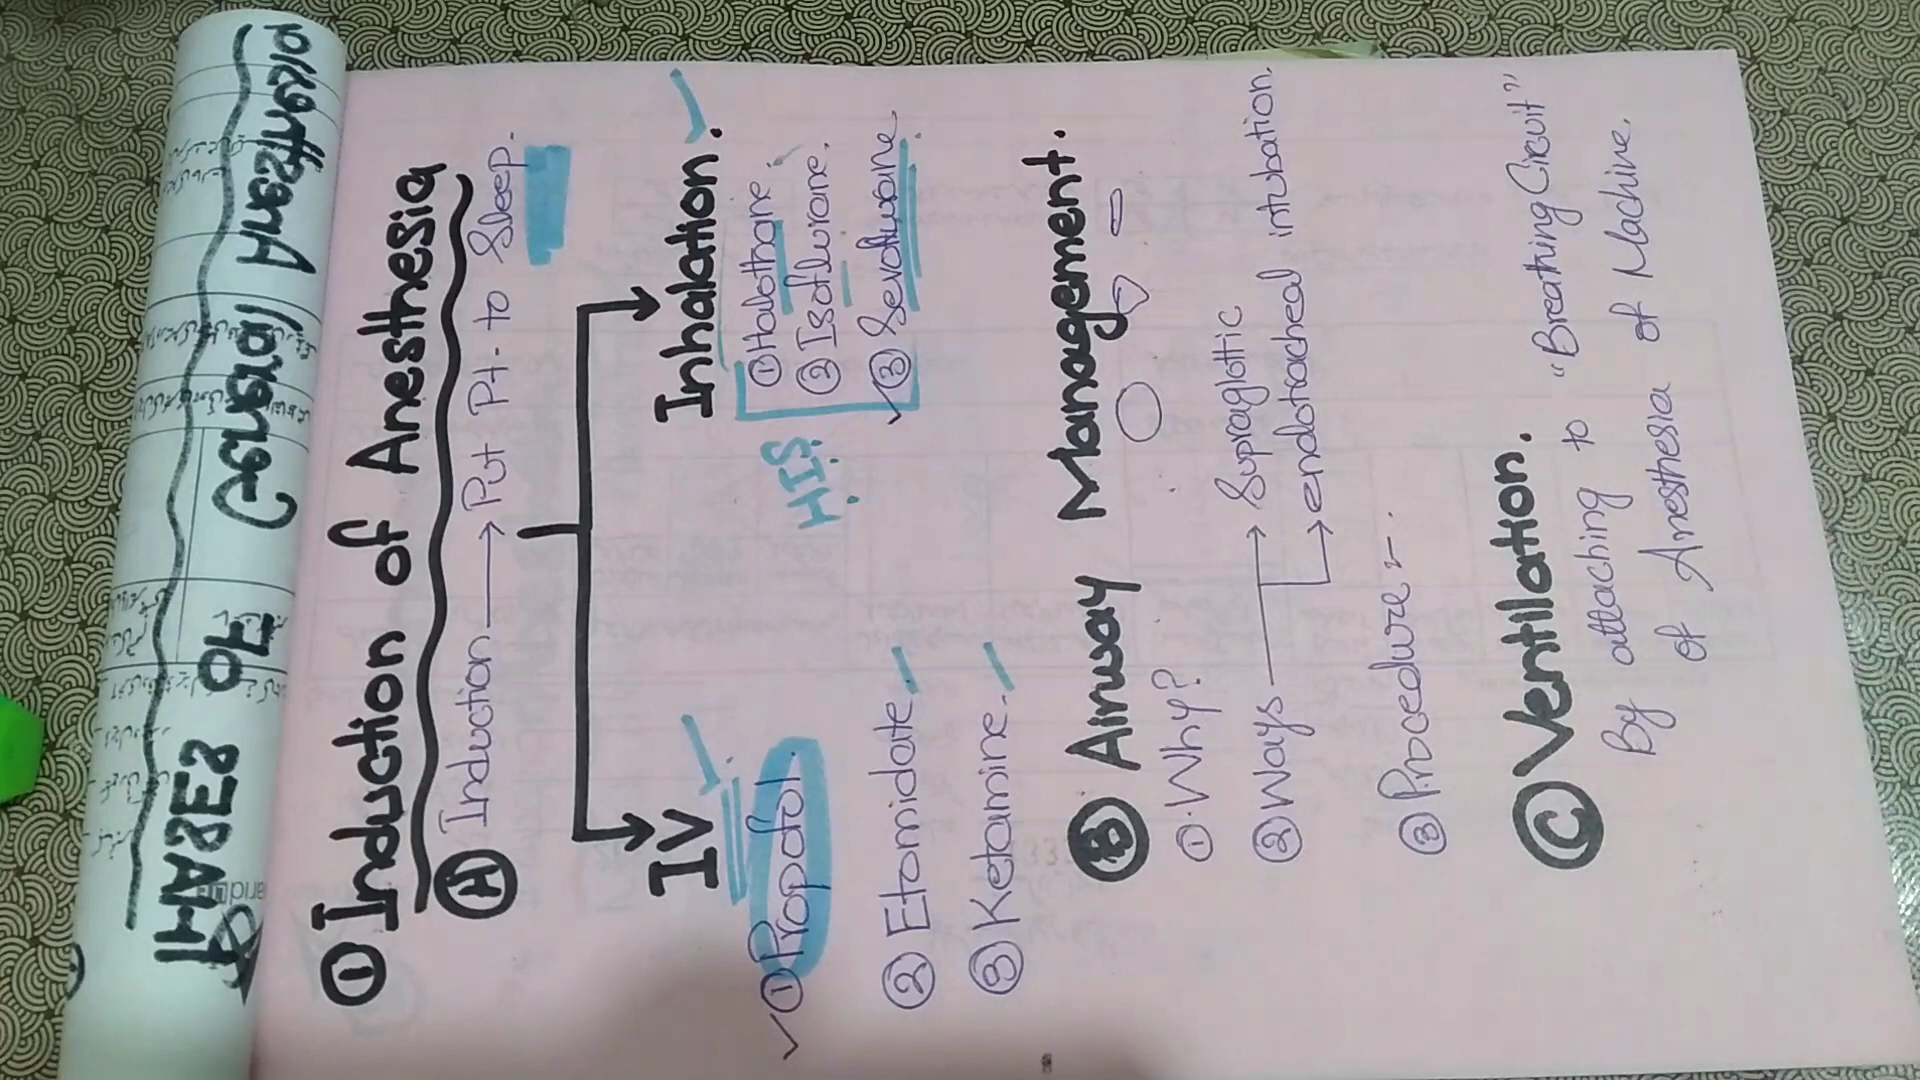 PHASES OF General Anesthesia
① Induction of Anesthesia
Ⓐ Induction → Put Pt. to Sleep.
IV
Inhalation.
① Propofol.
② Etomidate.
③ Ketamine.
HIS
① Halothane
② Isoflurane.
③ Sevoflurane.
Ⓑ Airway Management.
① Why?
② Ways → Supraglottic
→ endotracheal intubation.
③ Procedure :-
Ⓒ Ventillation.
By attaching to "Breathing Circuit"
of Anesthesia of Machine.